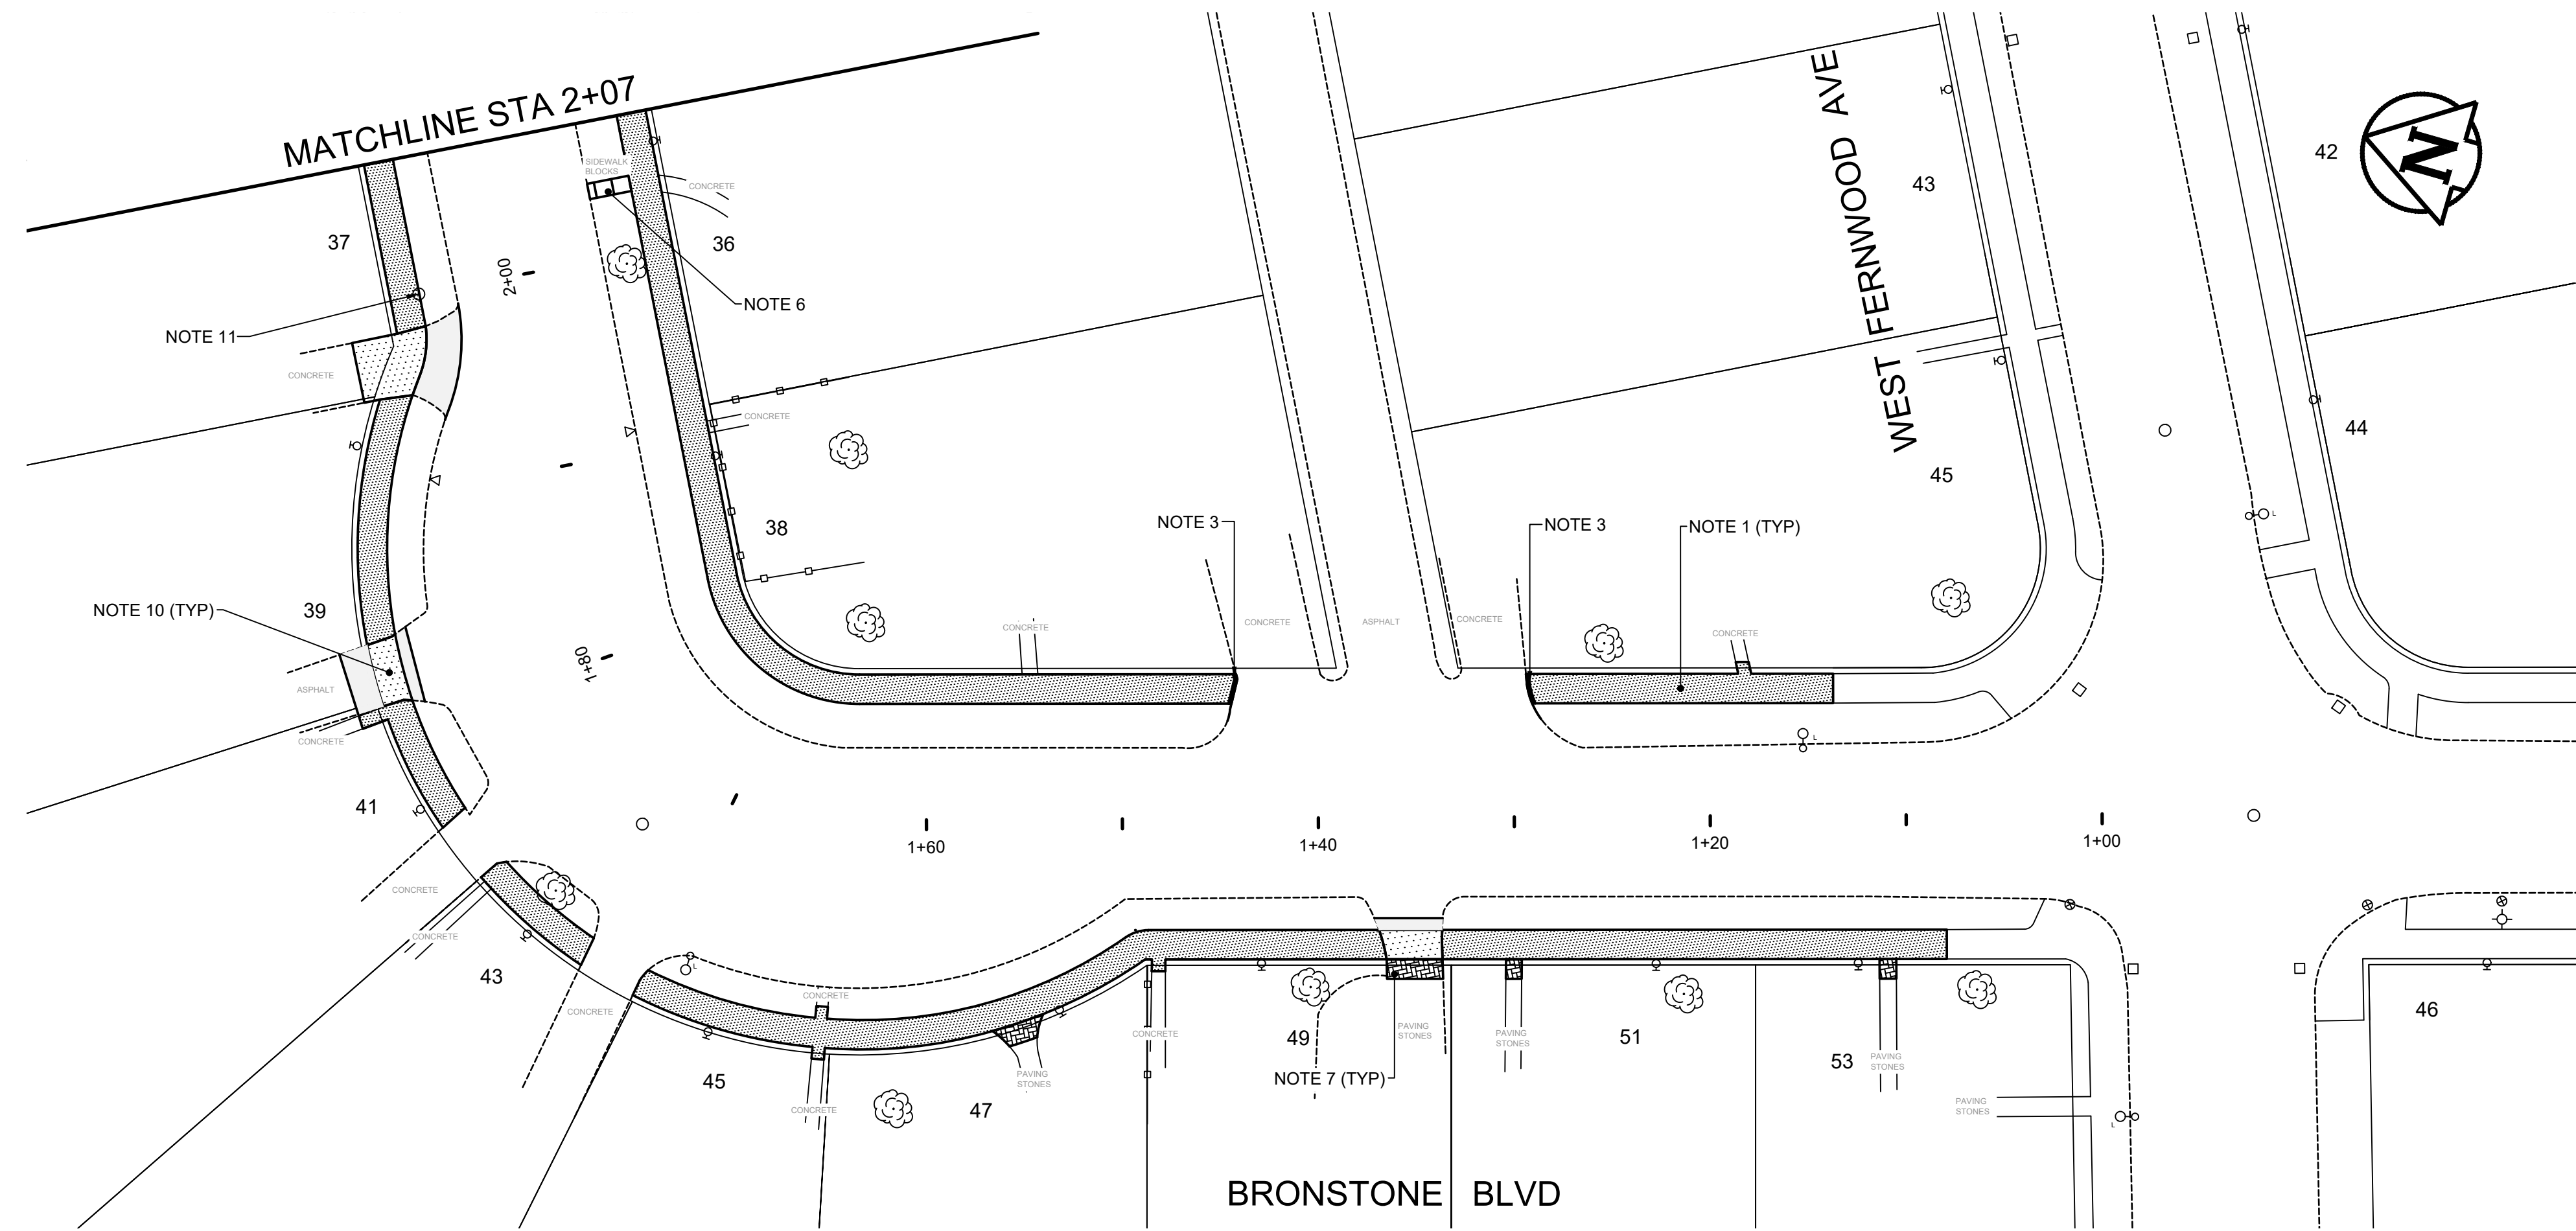 MATCHLINE STA 2+07
WEST FERNWOOD AVE
N
42
43
37
SIDEWALK
BLOCKS
CONCRETE
36
2+00
NOTE 6
NOTE 11
CONCRETE
CONCRETE
44
45
38
NOTE 3
NOTE 3
NOTE 1 (TYP)
L
NOTE 10 (TYP)
39
CONCRETE
CONCRETE
ASPHALT
CONCRETE
CONCRETE
1+80
ASPHALT
CONCRETE
L
41
1+60
1+40
1+20
1+00
CONCRETE
CONCRETE
43
L
CONCRETE
CONCRETE
CONCRETE
49
PAVING
STONES
PAVING
STONES
51
53
PAVING
STONES
46
45
47
PAVING
STONES
NOTE 7 (TYP)
CONCRETE
PAVING
STONES
L
BRONSTONE BLVD